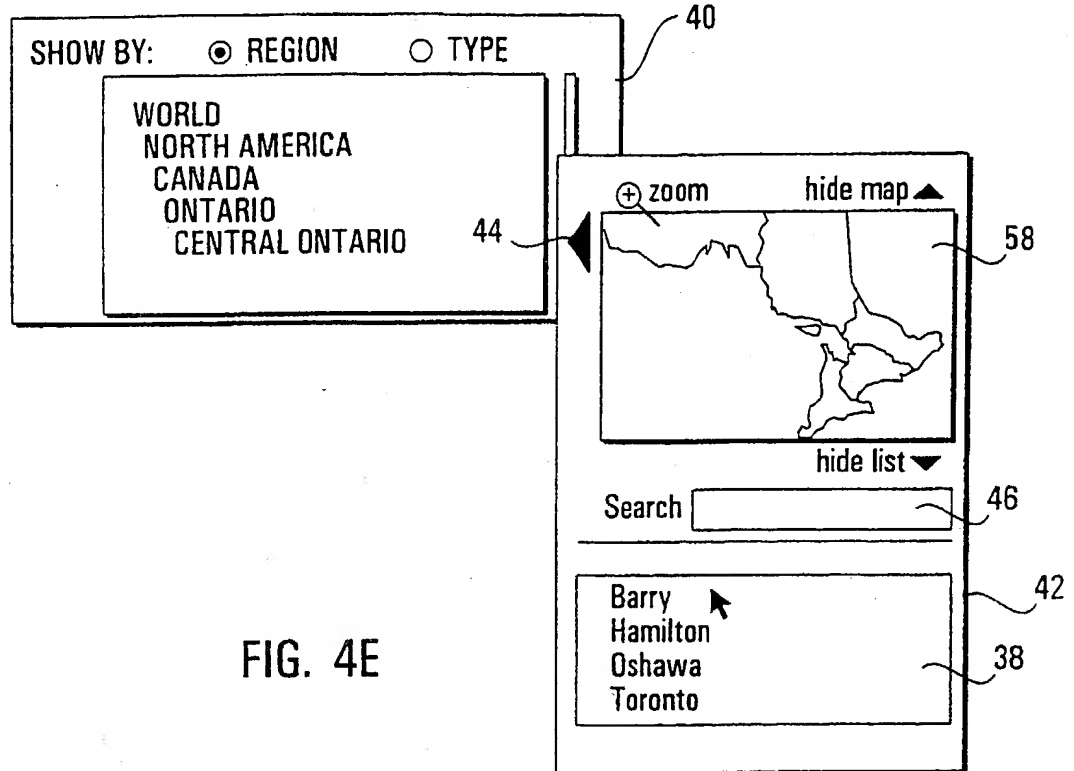 40
SHOW BY: REGION TYPE
WORLD
NORTH AMERICA
CANADA
ONTARIO
CENTRAL ONTARIO
44
zoom hide map
58
hide list
Search
46
42
Barry
Hamilton
Oshawa
Toronto
38
FIG. 4E